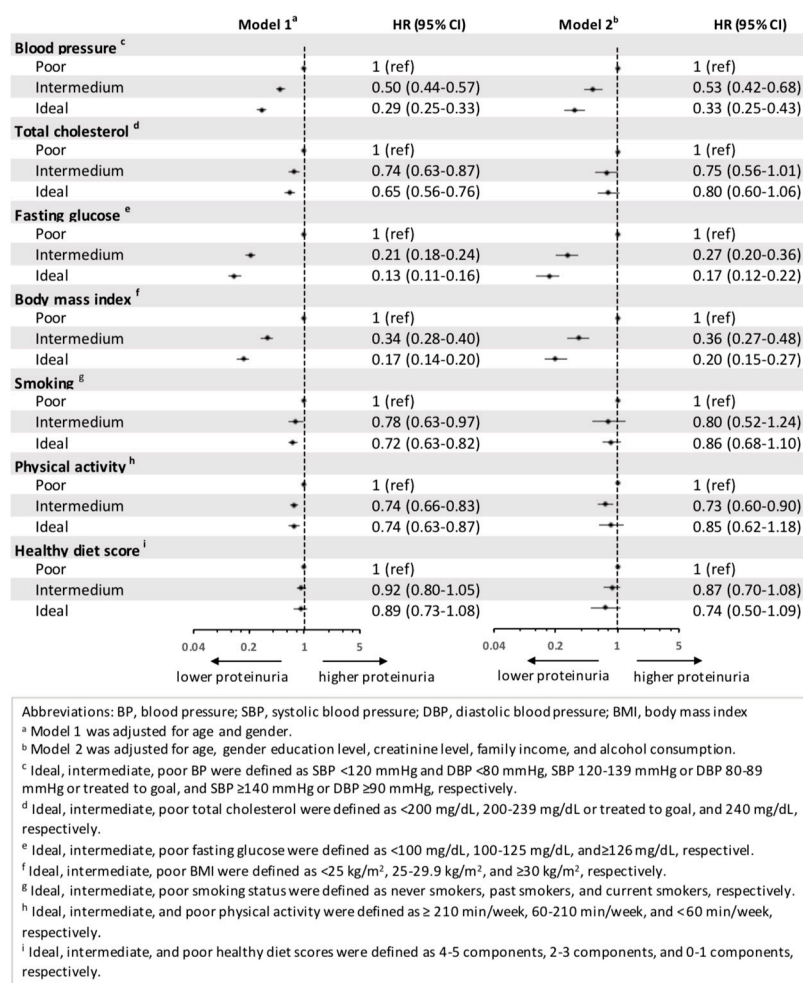 Model 1ᵃ HR (95% CI) Model 2ᵇ HR (95% CI)
Blood pressure ᶜ
Poor 1 (ref) 1 (ref)
Intermedium 0.50 (0.44-0.57) 0.53 (0.42-0.68)
Ideal 0.29 (0.25-0.33) 0.33 (0.25-0.43)
Total cholesterol ᵈ
Poor 1 (ref) 1 (ref)
Intermedium 0.74 (0.63-0.87) 0.75 (0.56-1.01)
Ideal 0.65 (0.56-0.76) 0.80 (0.60-1.06)
Fasting glucose ᵉ
Poor 1 (ref) 1 (ref)
Intermedium 0.21 (0.18-0.24) 0.27 (0.20-0.36)
Ideal 0.13 (0.11-0.16) 0.17 (0.12-0.22)
Body mass index ᶠ
Poor 1 (ref) 1 (ref)
Intermedium 0.34 (0.28-0.40) 0.36 (0.27-0.48)
Ideal 0.17 (0.14-0.20) 0.20 (0.15-0.27)
Smoking ᵍ
Poor 1 (ref) 1 (ref)
Intermedium 0.78 (0.63-0.97) 0.80 (0.52-1.24)
Ideal 0.72 (0.63-0.82) 0.86 (0.68-1.10)
Physical activity ʰ
Poor 1 (ref) 1 (ref)
Intermedium 0.74 (0.66-0.83) 0.73 (0.60-0.90)
Ideal 0.74 (0.63-0.87) 0.85 (0.62-1.18)
Healthy diet score ⁱ
Poor 1 (ref) 1 (ref)
Intermedium 0.92 (0.80-1.05) 0.87 (0.70-1.08)
Ideal 0.89 (0.73-1.08) 0.74 (0.50-1.09)
0.04 0.2 1 5 0.04 0.2 1 5
lower proteinuria higher proteinuria lower proteinuria higher proteinuria
Abbreviations: BP, blood pressure; SBP, systolic blood pressure; DBP, diastolic blood pressure; BMI, body mass index
ᵃ Model 1 was adjusted for age and gender.
ᵇ Model 2 was adjusted for age, gender education level, creatinine level, family income, and alcohol consumption.
ᶜ Ideal, intermediate, poor BP were defined as SBP <120 mmHg and DBP <80 mmHg, SBP 120-139 mmHg or DBP 80-89
mmHg or treated to goal, and SBP ≥140 mmHg or DBP ≥90 mmHg, respectively.
ᵈ Ideal, intermediate, poor total cholesterol were defined as <200 mg/dL, 200-239 mg/dL or treated to goal, and 240 mg/dL,
respectively.
ᵉ Ideal, intermediate, poor fasting glucose were defined as <100 mg/dL, 100-125 mg/dL, and≥126 mg/dL, respectivel.
ᶠ Ideal, intermediate, poor BMI were defined as <25 kg/m², 25-29.9 kg/m², and ≥30 kg/m², respectively.
ᵍ Ideal, intermediate, poor smoking status were defined as never smokers, past smokers, and current smokers, respectively.
ʰ Ideal, intermediate, and poor physical activity were defined as ≥ 210 min/week, 60-210 min/week, and <60 min/week,
respectively.
ⁱ Ideal, intermediate, and poor healthy diet scores were defined as 4-5 components, 2-3 components, and 0-1 components,
respectively.